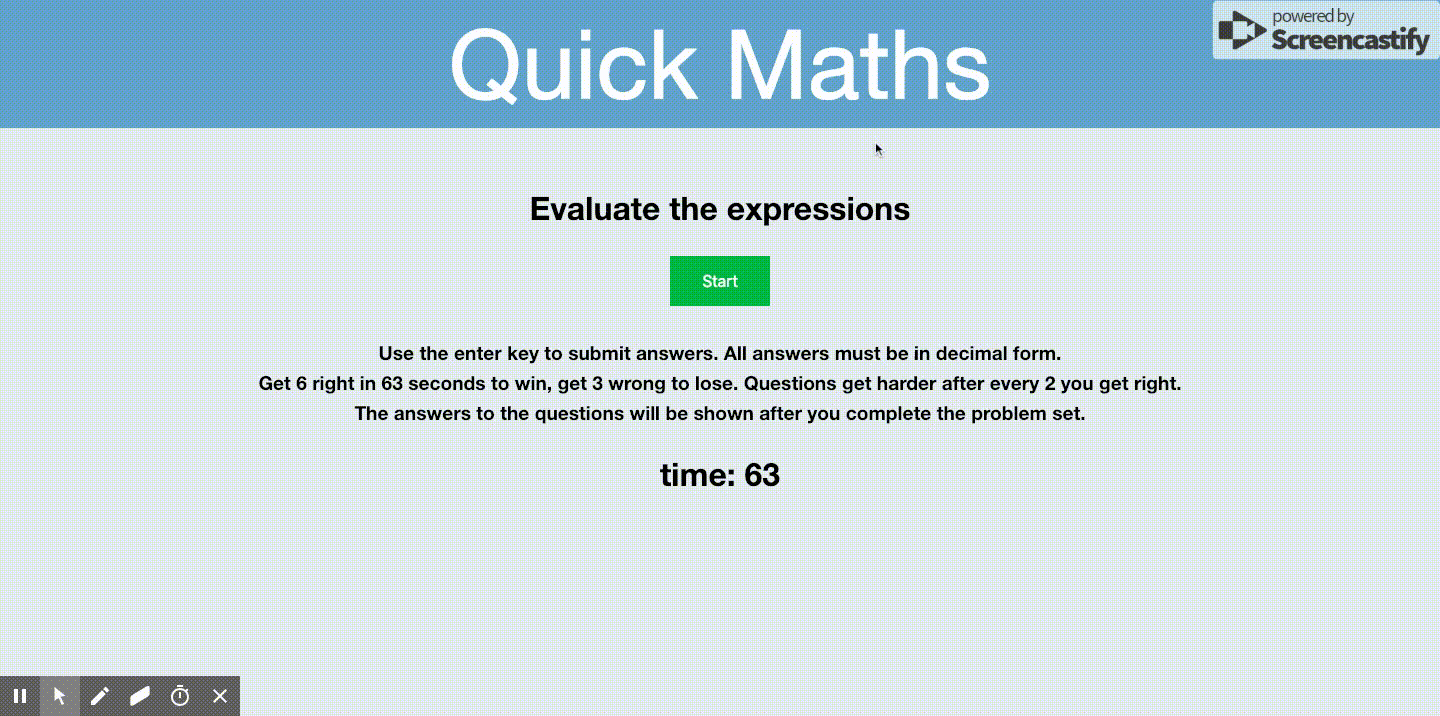 Quick Maths
powered by
Screencastify
Evaluate the expressions
Start
Use the enter key to submit answers. All answers must be in decimal form.
Get 6 right in 63 seconds to win, get 3 wrong to lose. Questions get harder after every 2 you get right.
The answers to the questions will be shown after you complete the problem set.
time: 63